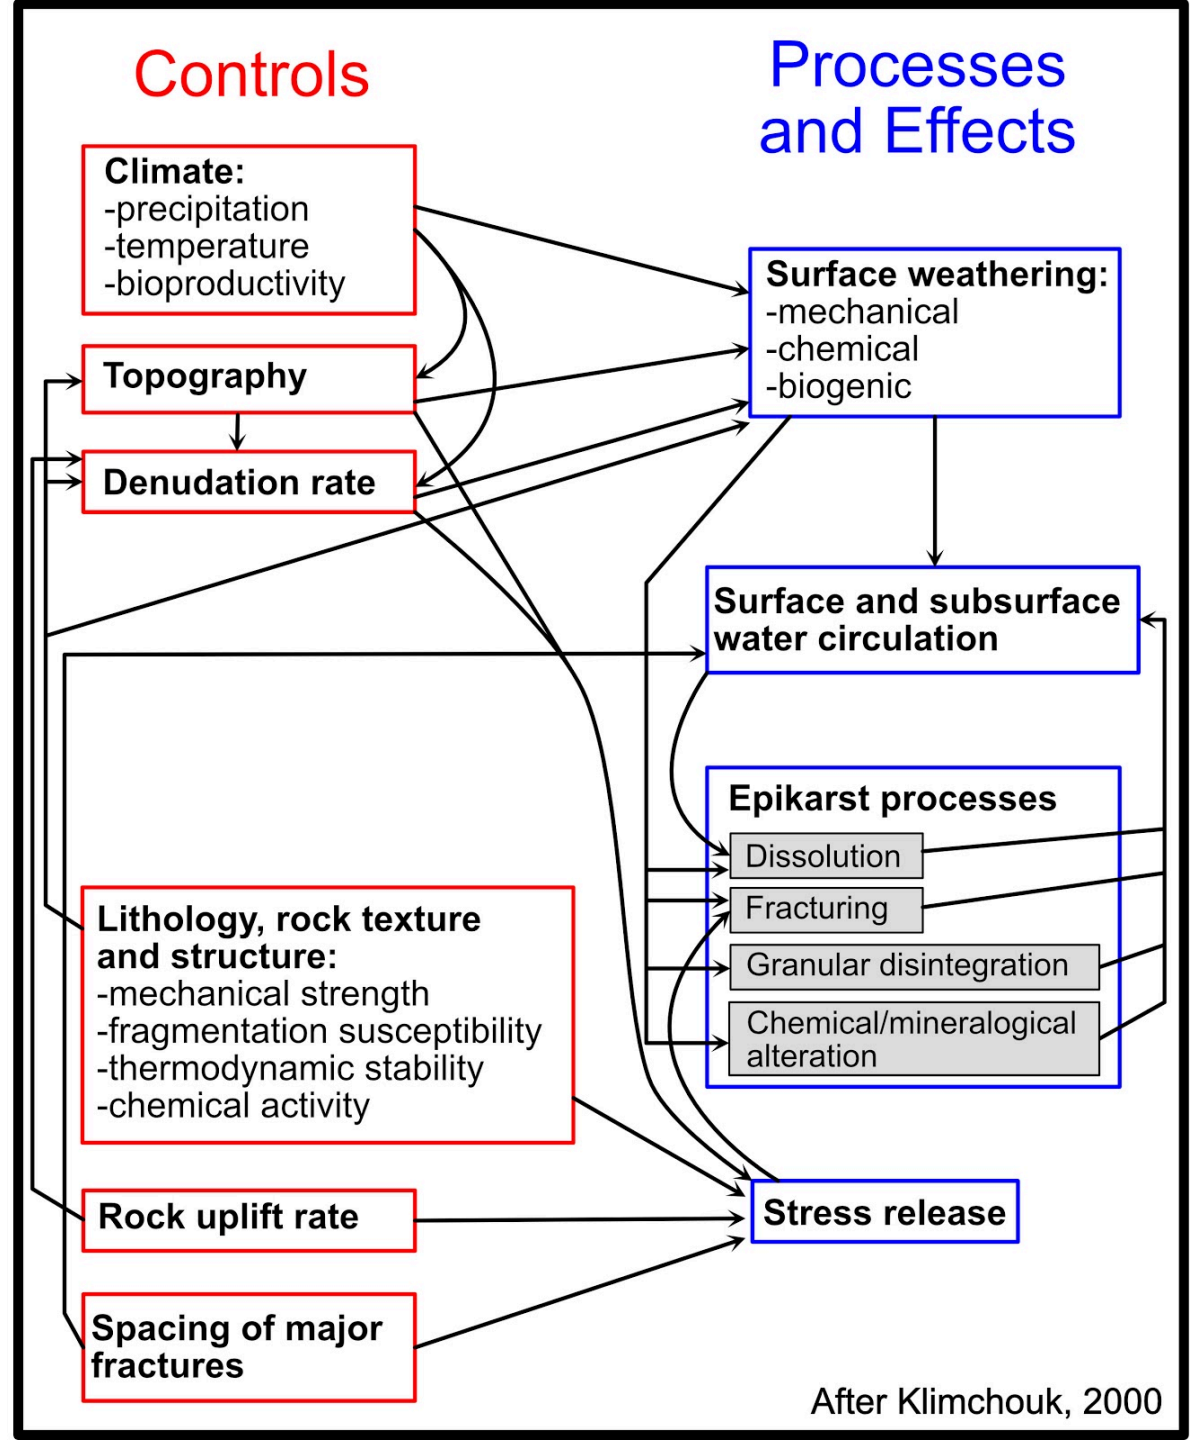 Controls
Processes
and Effects
Climate:
-precipitation
-temperature
-bioproductivity
Surface weathering:
-mechanical
-chemical
-biogenic
Topography
Denudation rate
Surface and subsurface
water circulation
Epikarst processes
Dissolution
Fracturing
Granular disintegration
Chemical/mineralogical
alteration
Lithology, rock texture
and structure:
-mechanical strength
-fragmentation susceptibility
-thermodynamic stability
-chemical activity
Rock uplift rate
Stress release
Spacing of major
fractures
After Klimchouk, 2000